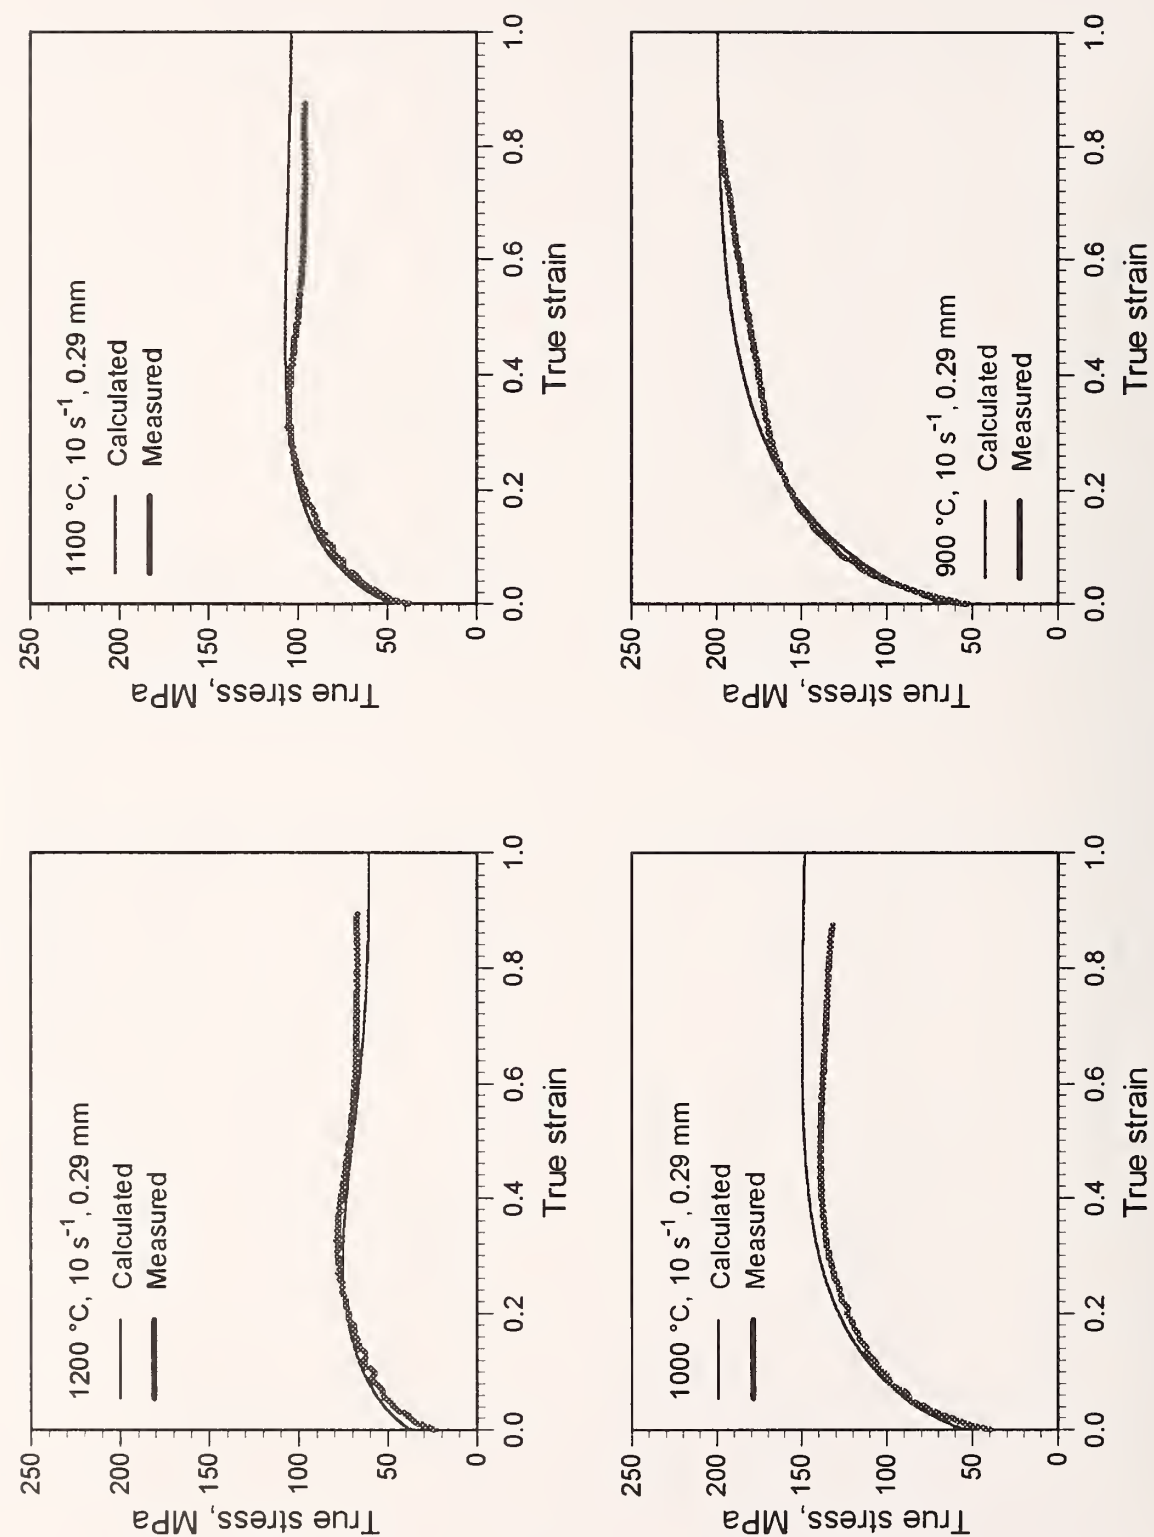 1200 °C, 10 s⁻¹, 0.29 mm
Calculated
Measured
250
200
150
100
50
0
True stress, MPa
0.0
0.2
0.4
0.6
0.8
1.0
True strain
1100 °C, 10 s⁻¹, 0.29 mm
Calculated
Measured
250
200
150
100
50
0
True stress, MPa
0.0
0.2
0.4
0.6
0.8
1.0
True strain
1000 °C, 10 s⁻¹, 0.29 mm
Calculated
Measured
250
200
150
100
50
0
True stress, MPa
0.0
0.2
0.4
0.6
0.8
1.0
True strain
900 °C, 10 s⁻¹, 0.29 mm
Calculated
Measured
250
200
150
100
50
0
True stress, MPa
0.0
0.2
0.4
0.6
0.8
1.0
True strain